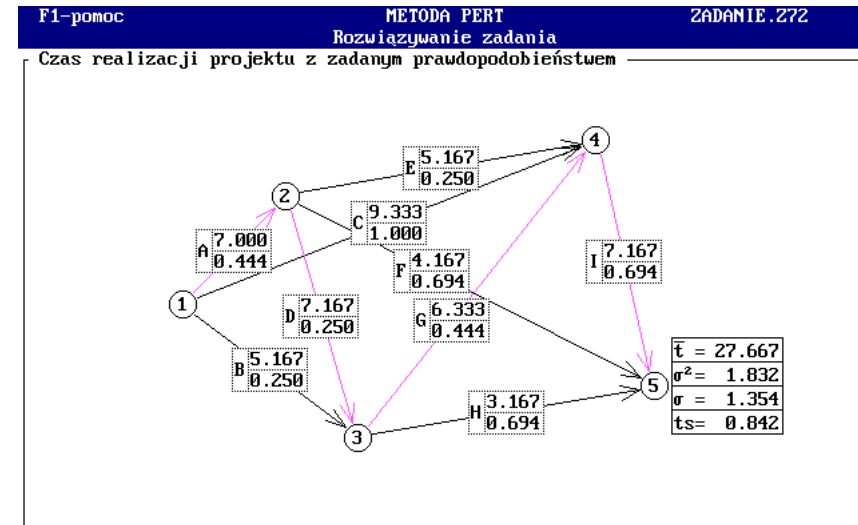 F1-pomoc METODA PERT ZADANIE.Z72
Rozwiązywanie zadania
Czas realizacji projektu z zadanym prawdopodobieństwem
4
E 5.167
0.250
2
C 9.333
1.000
A 7.000
0.444
F 4.167
0.694
I 7.167
0.694
1
D 7.167
0.250
G 6.333
0.444
B 5.167
0.250
5
t̄ = 27.667
σ²= 1.832
σ = 1.354
ts= 0.842
H 3.167
0.694
3